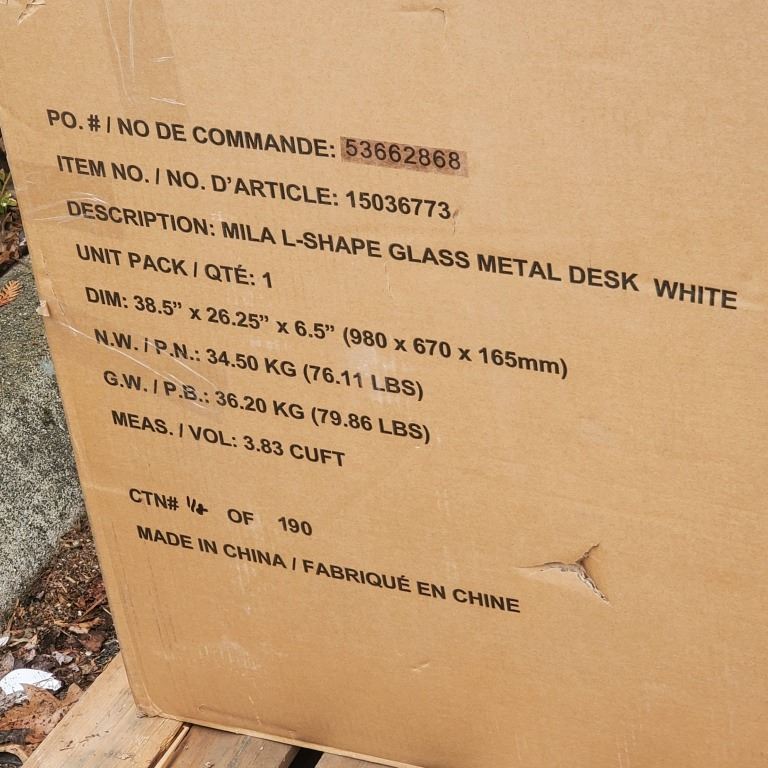 PO. # / NO DE COMMANDE: 53662868
ITEM NO. / NO. D'ARTICLE: 15036773
DESCRIPTION: MILA L-SHAPE GLASS METAL DESK WHITE
UNIT PACK / QTÉ: 1
DIM: 38.5" x 26.25" x 6.5" (980 x 670 x 165mm)
N.W. / P.N.: 34.50 KG (76.11 LBS)
G.W. / P.B.: 36.20 KG (79.86 LBS)
MEAS. / VOL: 3.83 CUFT
CTN# OF 190
MADE IN CHINA / FABRIQUÉ EN CHINE